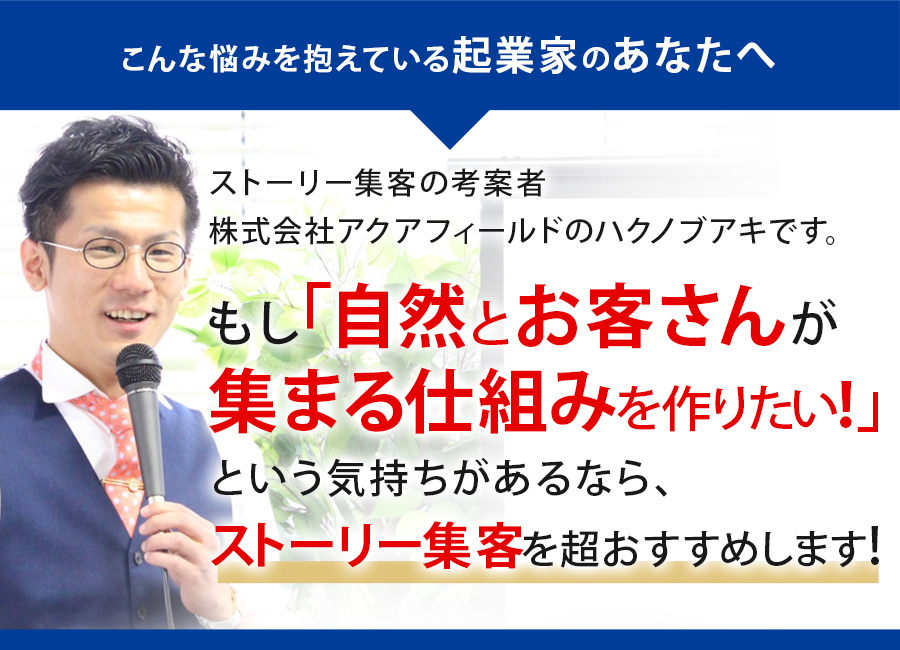 こんな悩みを抱えている起業家のあなたへ
ストーリー集客の考案者
株式会社アクアフィールドのハクノブアキです。
もし「自然とお客さんが
集まる仕組みを作りたい!」
という気持ちがあるなら、
ストーリー集客を超おすすめします!